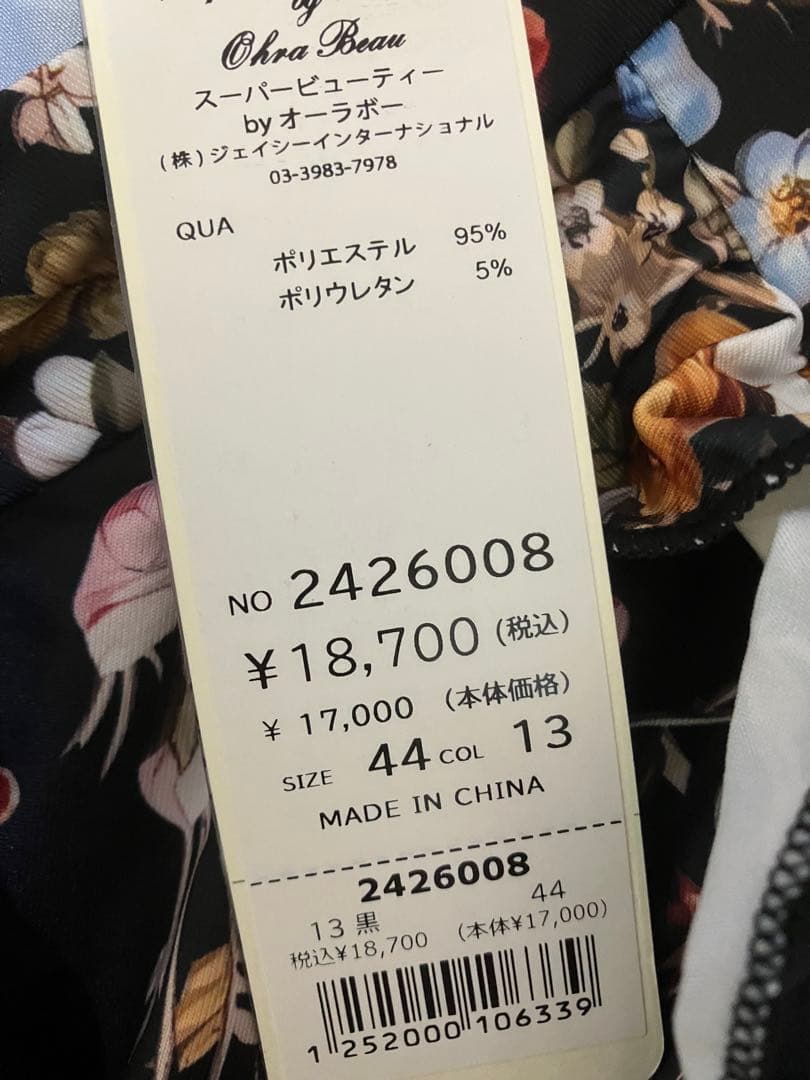 by
Ohra Beau
スーパービューティー
by オーラボー
(株)ジェイシーインターナショナル
03-3983-7978
QUA
ポリエステル 95%
ポリウレタン 5%
NO 2426008
¥18,700 (税込)
¥ 17,000 (本体価格)
SIZE 44 COL 13
MADE IN CHINA
2426008
13 黒 44
税込¥18,700 (本体¥17,000)
1 252000 106339